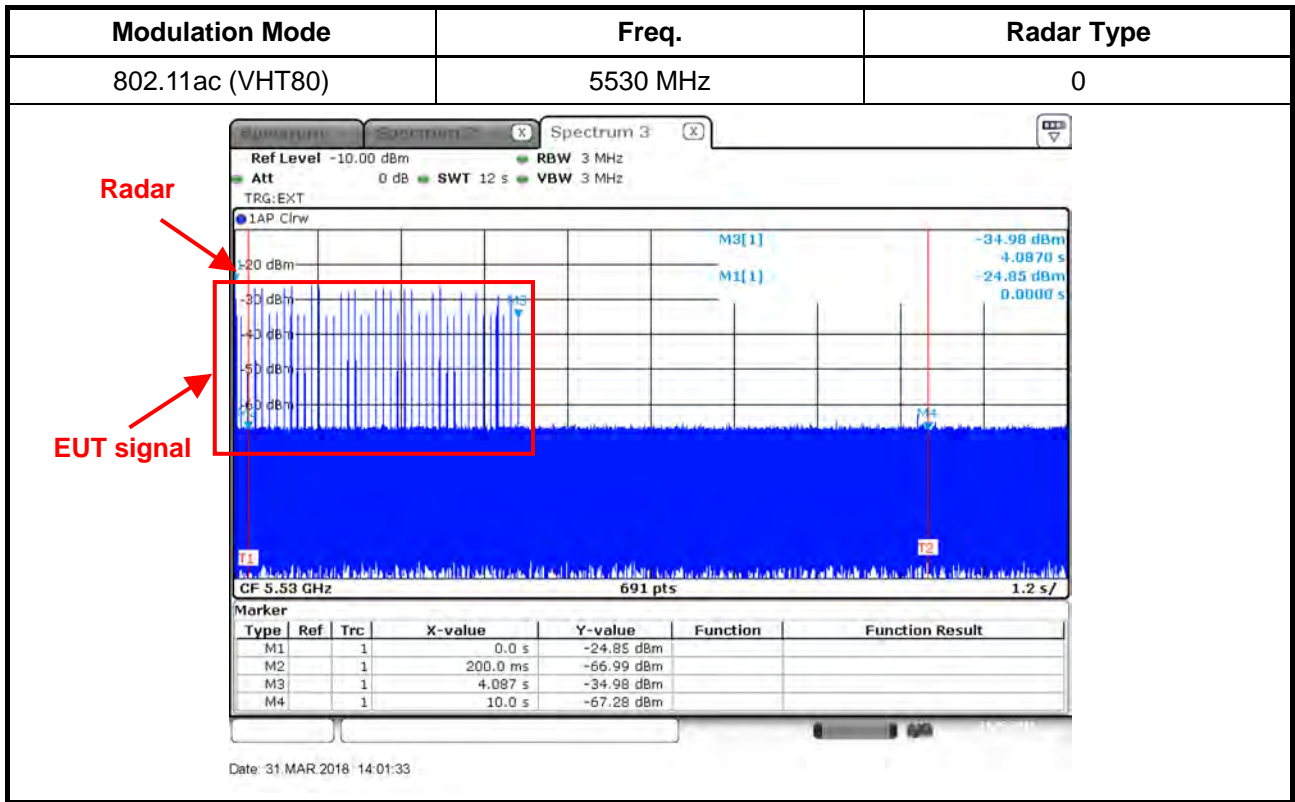 Modulation Mode Freq. Radar Type
802.11ac (VHT80) 5530 MHz 0
Spectrum 3
Ref Level -10.00 dBm RBW 3 MHz
Att 0 dB SWT 12 s VBW 3 MHz
TRG:EXT
Radar
1AP Clrw
M3[1] -34.98 dBm
4.0870 s
-20 dBm
M1[1] -24.85 dBm
0.0000 s
-30 dBm
M3
-40 dBm
-50 dBm
-60 dBm
M4
EUT signal
T1 T2
CF 5.53 GHz 691 pts 1.2 s/
Marker
Type Ref Trc X-value Y-value Function Function Result
M1 1 0.0 s -24.85 dBm
M2 1 200.0 ms -66.99 dBm
M3 1 4.087 s -34.98 dBm
M4 1 10.0 s -67.28 dBm
Date: 31.MAR.2018 14:01:33